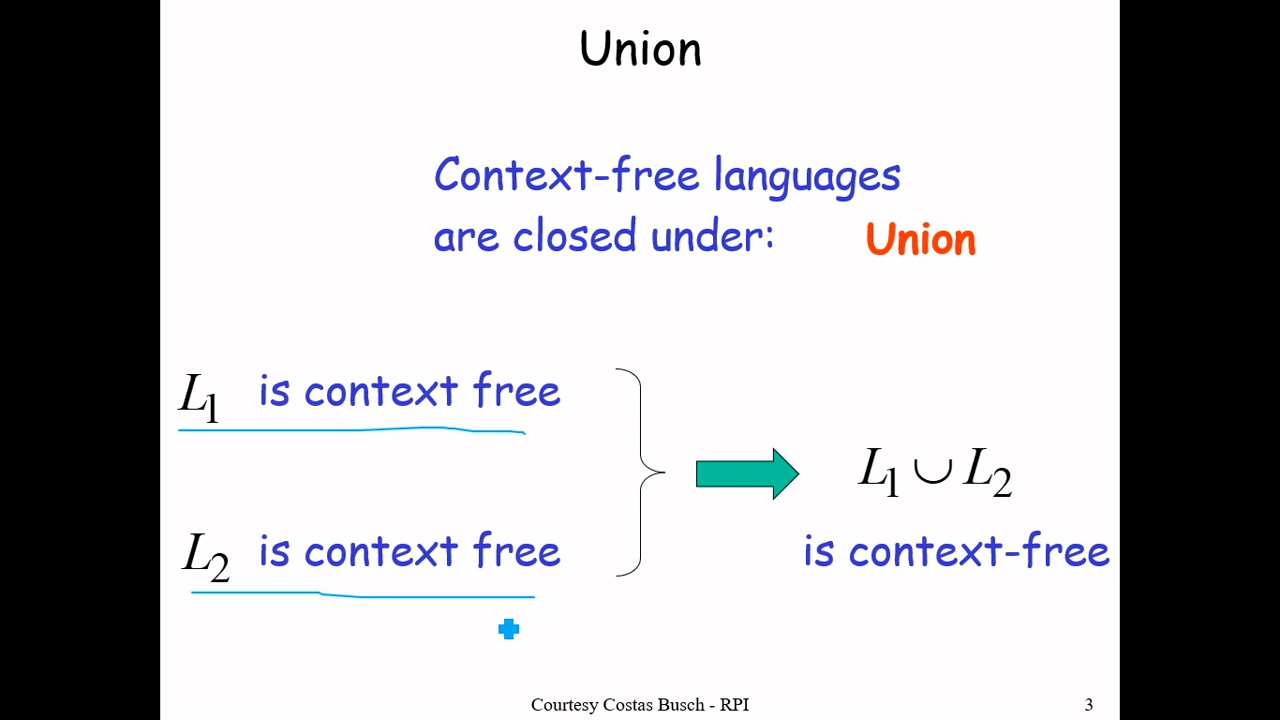 Union
Context-free languages
are closed under: Union
L₁ is context free
L₁ ∪ L₂
L₂ is context free
is context-free
Courtesy Costas Busch - RPI
3